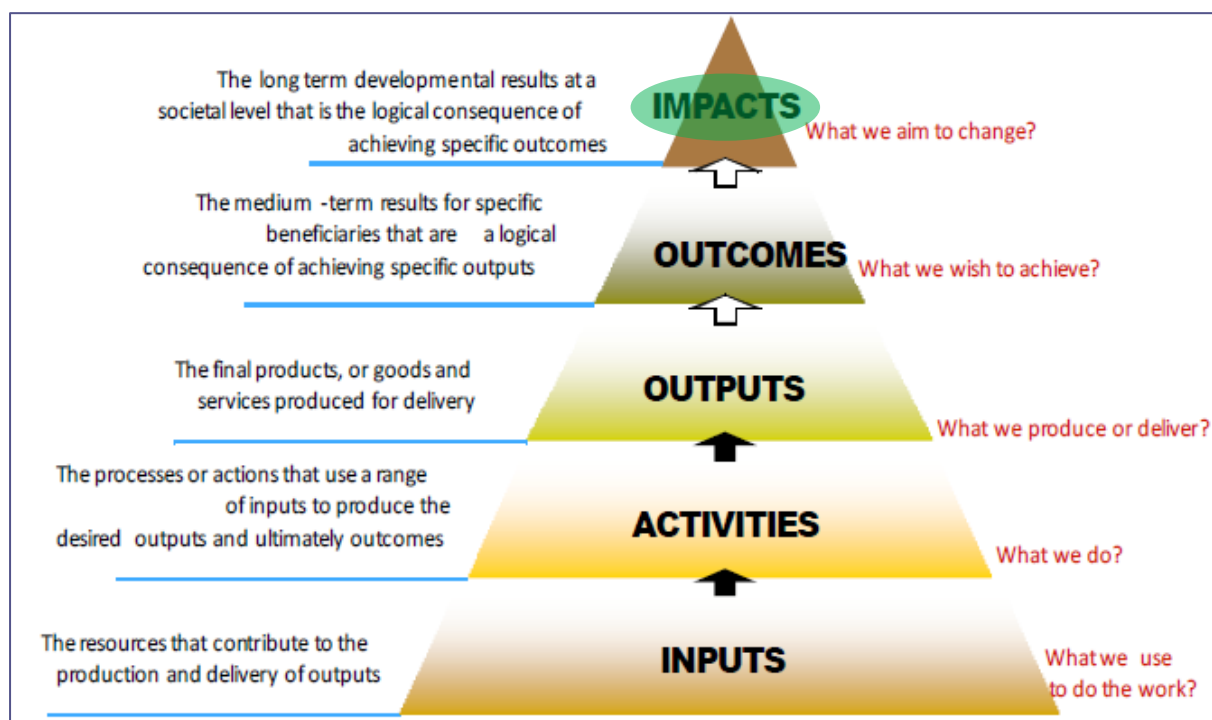 The long term developmental results at a
societal level that is the logical consequence of
achieving specific outcomes
IMPACTS
What we aim to change?
The medium -term results for specific
beneficiaries that are a logical
consequence of achieving specific outputs
OUTCOMES
What we wish to achieve?
The final products, or goods and
services produced for delivery
OUTPUTS
What we produce or deliver?
The processes or actions that use a range
of inputs to produce the
desired outputs and ultimately outcomes
ACTIVITIES
What we do?
The resources that contribute to the
production and delivery of outputs
INPUTS
What we use
to do the work?